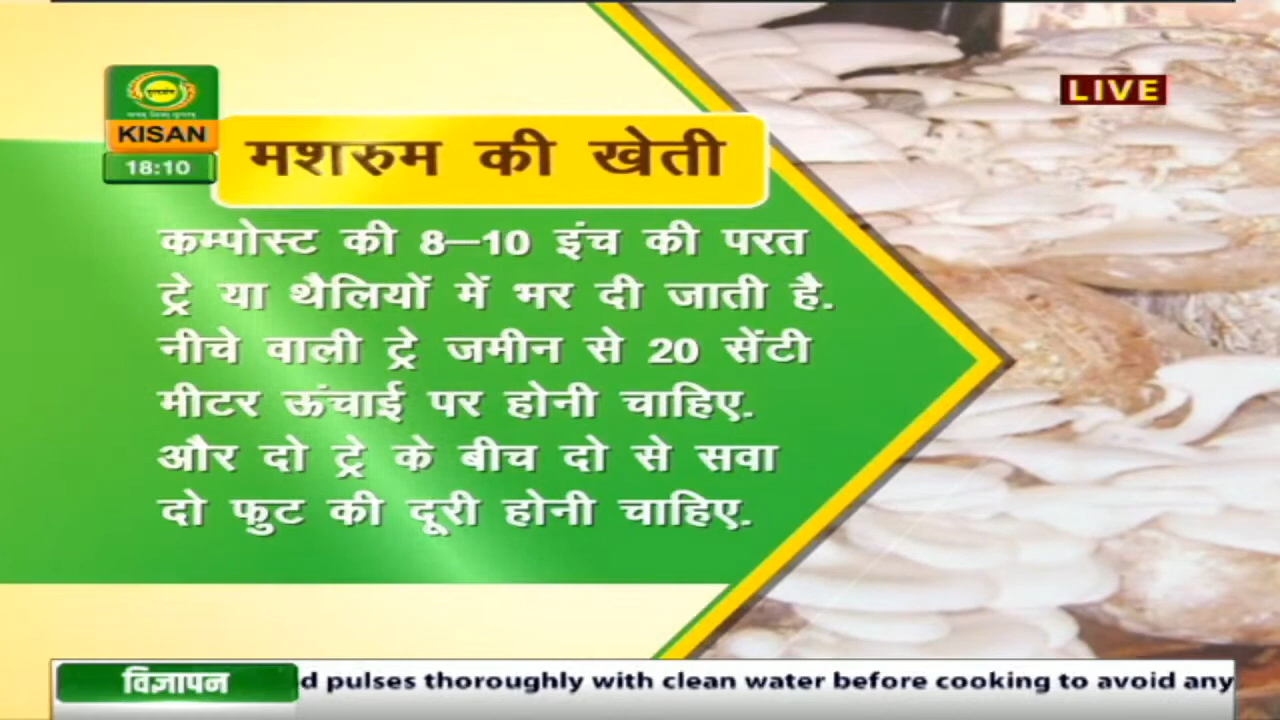 LIVE
KISAN
18:10
मशरुम की खेती
कम्पोस्ट की 8–10 इंच की परत
ट्रे या थैलियों में भर दी जाती है.
नीचे वाली ट्रे जमीन से 20 सेंटी
मीटर ऊंचाई पर होनी चाहिए.
और दो ट्रे के बीच दो से सवा
दो फुट की दूरी होनी चाहिए.
विज्ञापन
d pulses thoroughly with clean water before cooking to avoid any